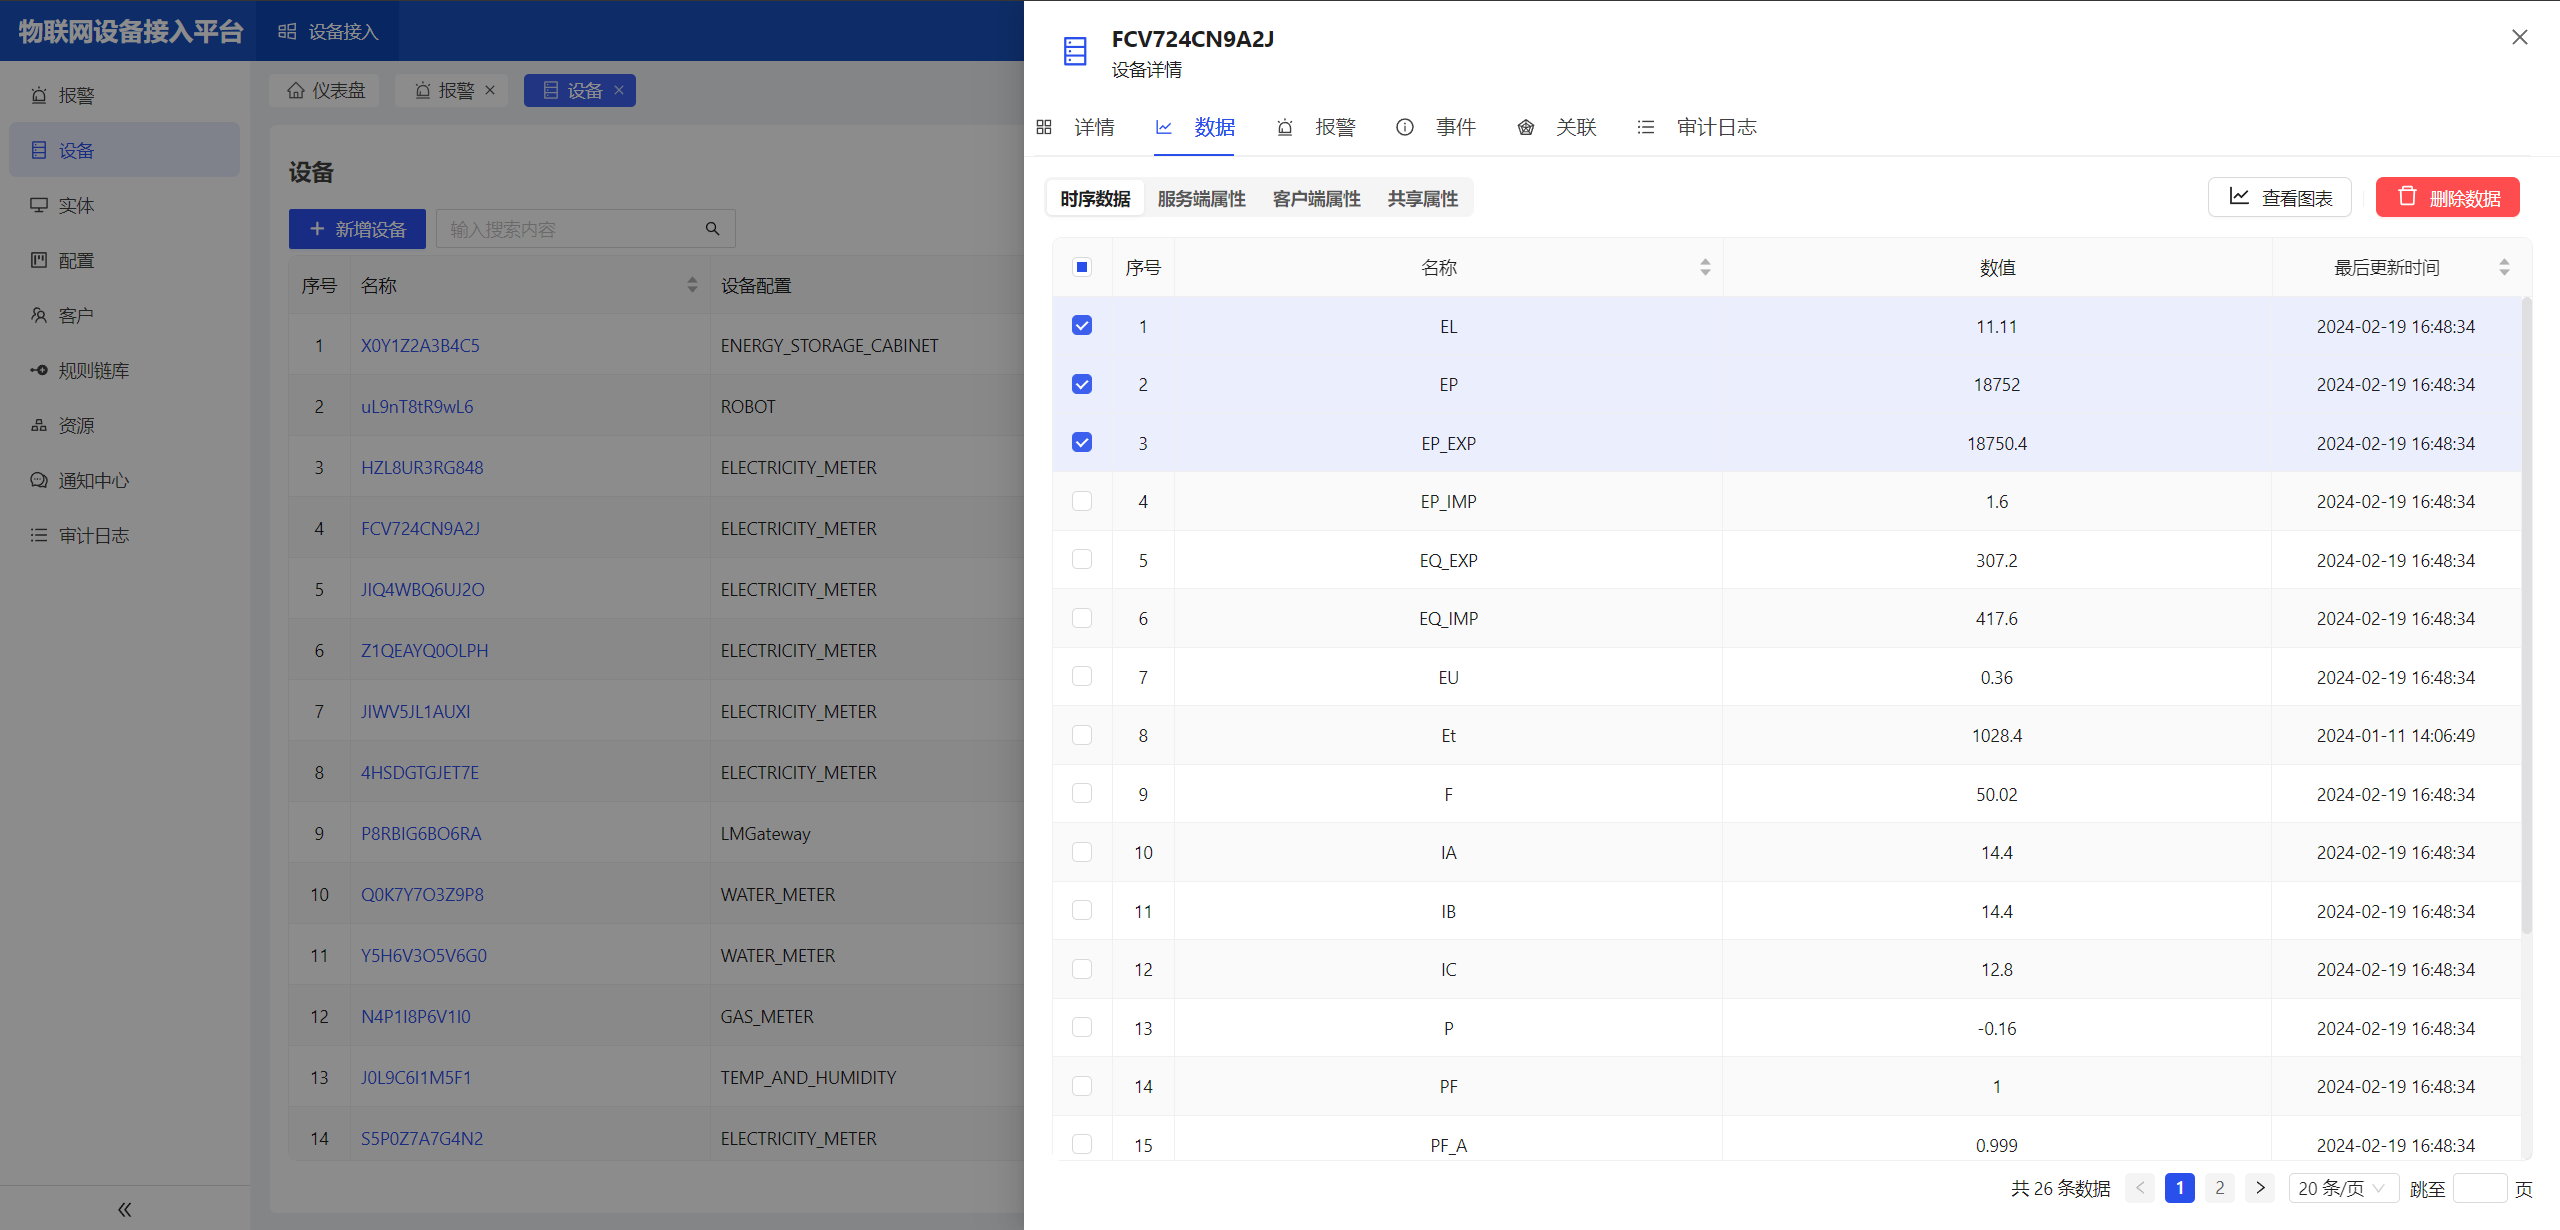 物联网设备接入平台
设备接入
报警
设备
实体
配置
客户
规则链库
资源
通知中心
审计日志
仪表盘
报警
设备
设备
新增设备
输入搜索内容
序号 名称 设备配置
1 X0Y1Z2A3B4C5 ENERGY_STORAGE_CABINET
2 uL9nT8tR9wL6 ROBOT
3 HZL8UR3RG848 ELECTRICITY_METER
4 FCV724CN9A2J ELECTRICITY_METER
5 JIQ4WBQ6UJ2O ELECTRICITY_METER
6 Z1QEAYQ0OLPH ELECTRICITY_METER
7 JIWV5JL1AUXI ELECTRICITY_METER
8 4HSDGTGJET7E ELECTRICITY_METER
9 P8RBIG6BO6RA LMGateway
10 Q0K7Y7O3Z9P8 WATER_METER
11 Y5H6V3O5V6G0 WATER_METER
12 N4P1I8P6V1I0 GAS_METER
13 J0L9C6I1M5F1 TEMP_AND_HUMIDITY
14 S5P0Z7A7G4N2 ELECTRICITY_METER
FCV724CN9A2J
设备详情
详情 数据 报警 事件 关联 审计日志
时序数据 服务端属性 客户端属性 共享属性
查看图表 删除数据
序号 名称 数值 最后更新时间
1 EL 11.11 2024-02-19 16:48:34
2 EP 18752 2024-02-19 16:48:34
3 EP_EXP 18750.4 2024-02-19 16:48:34
4 EP_IMP 1.6 2024-02-19 16:48:34
5 EQ_EXP 307.2 2024-02-19 16:48:34
6 EQ_IMP 417.6 2024-02-19 16:48:34
7 EU 0.36 2024-02-19 16:48:34
8 Et 1028.4 2024-01-11 14:06:49
9 F 50.02 2024-02-19 16:48:34
10 IA 14.4 2024-02-19 16:48:34
11 IB 14.4 2024-02-19 16:48:34
12 IC 12.8 2024-02-19 16:48:34
13 P -0.16 2024-02-19 16:48:34
14 PF 1 2024-02-19 16:48:34
15 PF_A 0.999 2024-02-19 16:48:34
共 26 条数据 1 2 20 条/页 跳至 页